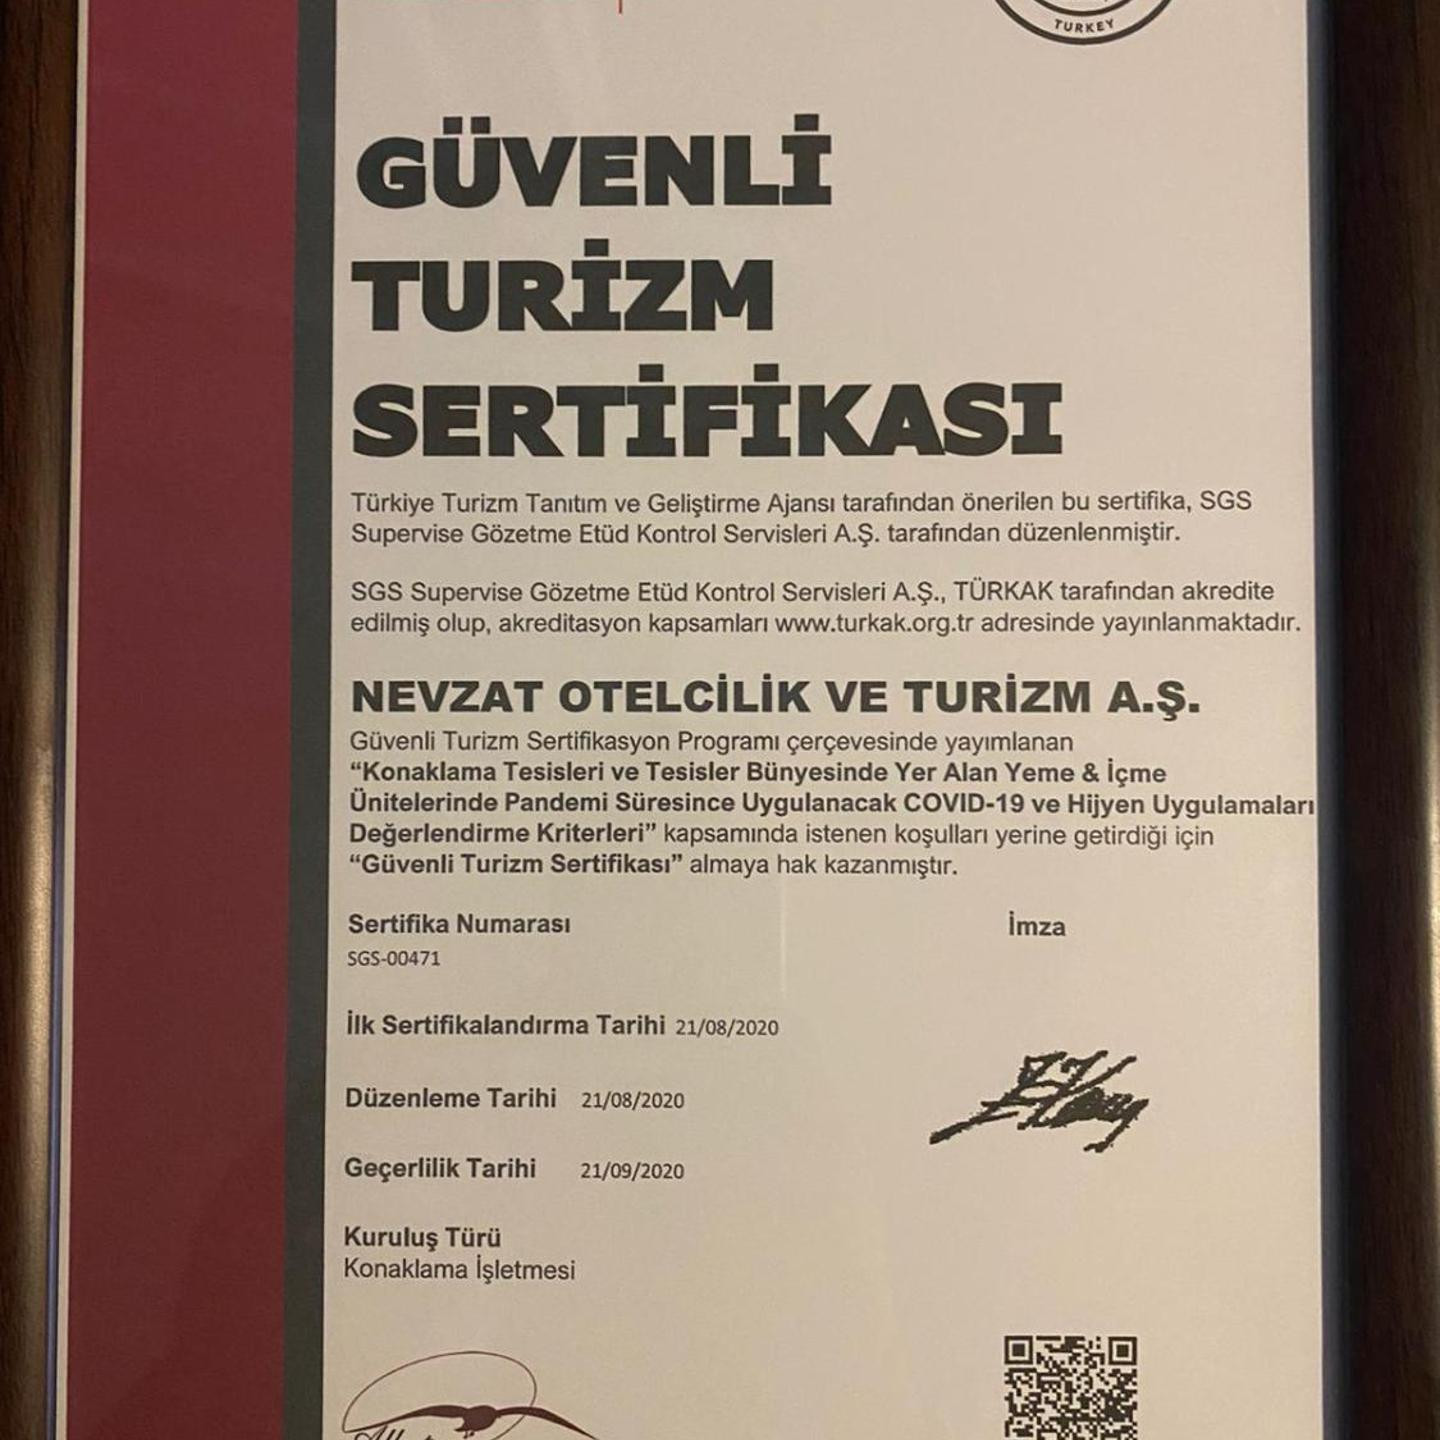 TURKEY
GÜVENLİ
TURİZM
SERTİFİKASI
Türkiye Turizm Tanıtım ve Geliştirme Ajansı tarafından önerilen bu sertifika, SGS
Supervise Gözetme Etüd Kontrol Servisleri A.Ş. tarafından düzenlenmiştir.
SGS Supervise Gözetme Etüd Kontrol Servisleri A.Ş., TÜRKAK tarafından akredite
edilmiş olup, akreditasyon kapsamları www.turkak.org.tr adresinde yayınlanmaktadır.
NEVZAT OTELCİLİK VE TURİZM A.Ş.
Güvenli Turizm Sertifikasyon Programı çerçevesinde yayımlanan
“Konaklama Tesisleri ve Tesisler Bünyesinde Yer Alan Yeme & İçme
Ünitelerinde Pandemi Süresince Uygulanacak COVID-19 ve Hijyen Uygulamaları
Değerlendirme Kriterleri” kapsamında istenen koşulları yerine getirdiği için
“Güvenli Turizm Sertifikası” almaya hak kazanmıştır.
Sertifika Numarası İmza
SGS-00471
İlk Sertifikalandırma Tarihi 21/08/2020
Düzenleme Tarihi 21/08/2020
Geçerlilik Tarihi 21/09/2020
Kuruluş Türü
Konaklama İşletmesi